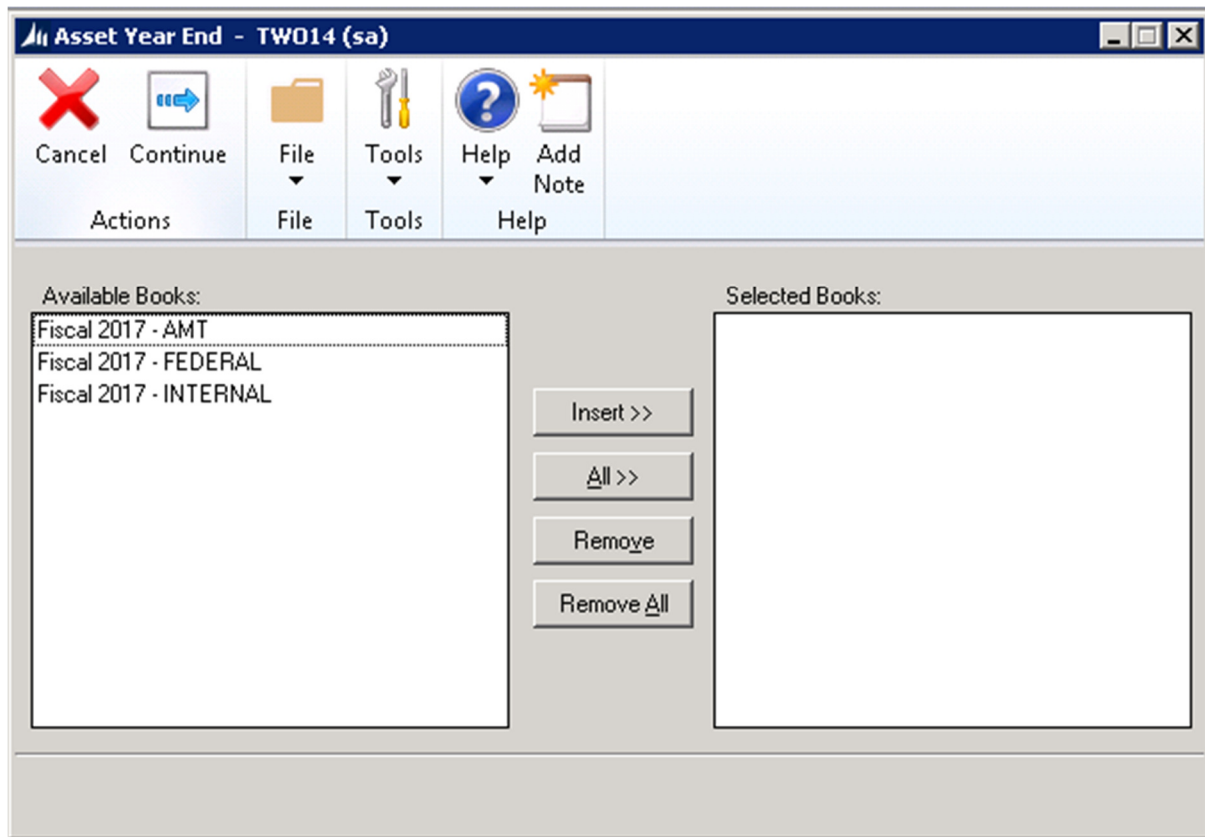 Asset Year End - TWO14 (sa)
Cancel Continue File Tools Help Add Note
Actions File Tools Help
Available Books: Selected Books:
Fiscal 2017 - AMT
Fiscal 2017 - FEDERAL
Fiscal 2017 - INTERNAL
Insert >>
All >>
Remove
Remove All